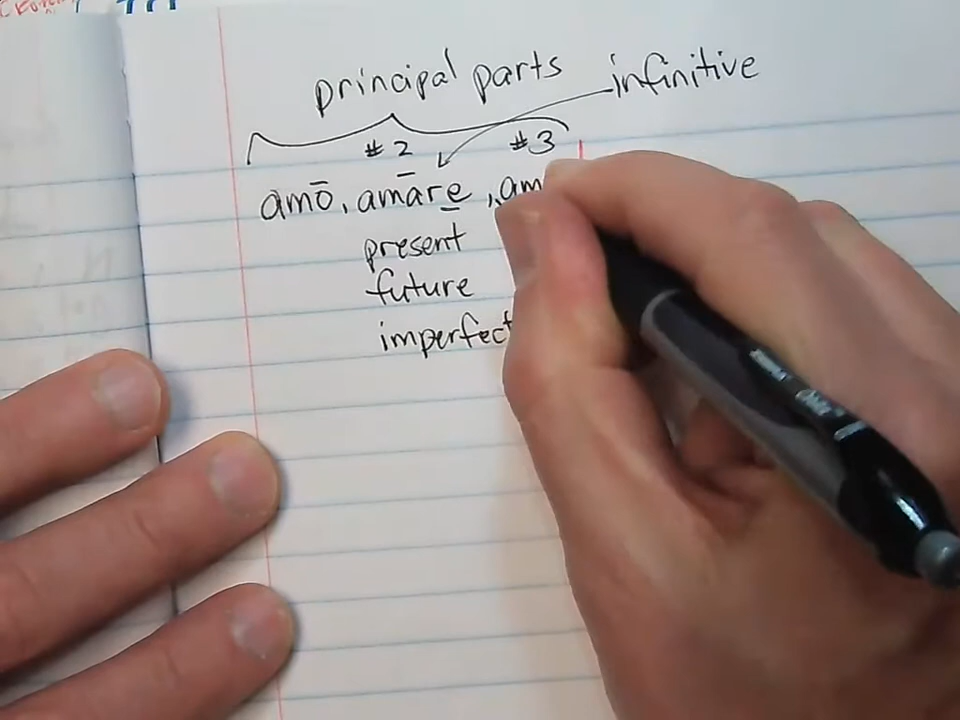 principal parts infinitive
#2 #3
amō, amāre, am
present
future
imperfect